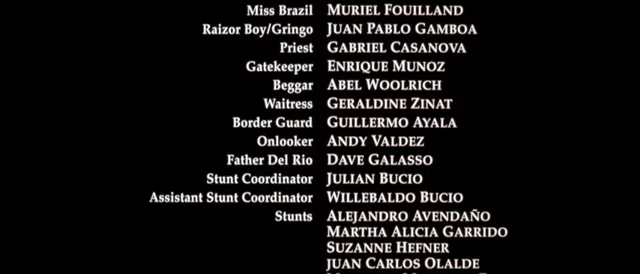 Miss Brazil MURIEL FOUILLAND
Raizor Boy/Gringo JUAN PABLO GAMBOA
Priest GABRIEL CASANOVA
Gatekeeper ENRIQUE MUNOZ
Beggar ABEL WOOLRICH
Waitress GERALDINE ZINAT
Border Guard GUILLERMO AYALA
Onlooker ANDY VALDEZ
Father Del Rio DAVE GALASSO
Stunt Coordinator JULIAN BUCIO
Assistant Stunt Coordinator WILLEBALDO BUCIO
Stunts ALEJANDRO AVENDAÑO
MARTHA ALICIA GARRIDO
SUZANNE HEFNER
JUAN CARLOS OLALDE